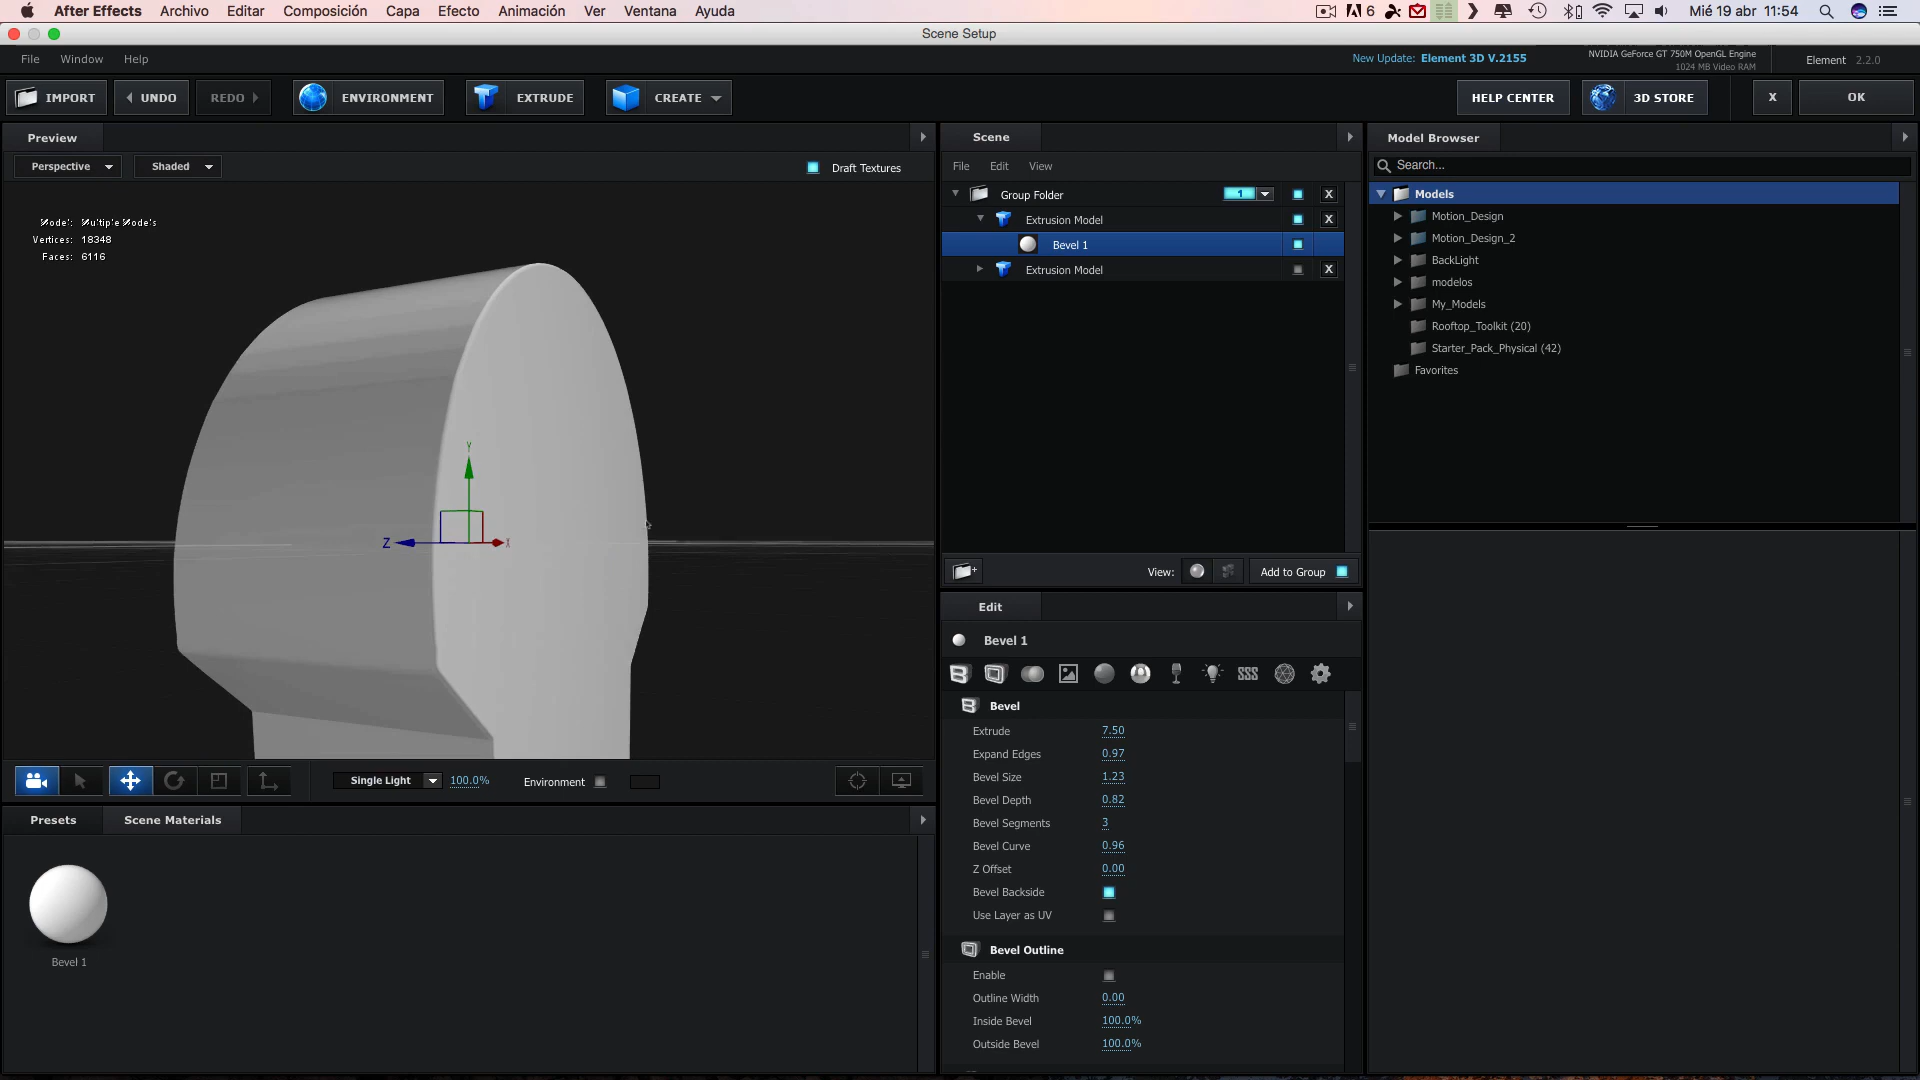 After Effects Archivo Editar Composición Capa Efecto Animación Ver Ventana Ayuda 6 Mié 19 abr 11:54
Scene Setup
File Window Help New Update: Element 3D V.2155 NVIDIA GeForce GT 750M OpenGL Engine Element 2.2.0
1024 MB Video RAM
IMPORT UNDO REDO ENVIRONMENT EXTRUDE CREATE HELP CENTER 3D STORE X OK
Preview
Perspective Shaded Draft Textures
Model: Multiple Models
Vertices: 18348
Faces: 6116
Y
Z X
Single Light 100.0% Environment
Presets Scene Materials
Bevel 1
Scene
File Edit View
Group Folder 1 X
Extrusion Model X
Bevel 1
Extrusion Model X
View: Add to Group
Edit
Bevel 1
SSS
Bevel
Extrude 7.50
Expand Edges 0.97
Bevel Size 1.23
Bevel Depth 0.82
Bevel Segments 3
Bevel Curve 0.96
Z Offset 0.00
Bevel Backside
Use Layer as UV
Bevel Outline
Enable
Outline Width 0.00
Inside Bevel 100.0%
Outside Bevel 100.0%
Model Browser
Search...
Models
Motion_Design
Motion_Design_2
BackLight
modelos
My_Models
Rooftop_Toolkit (20)
Starter_Pack_Physical (42)
Favorites